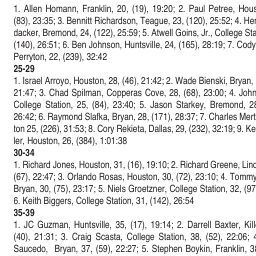 1. Allen Homann, Franklin, 20, (19), 19:20; 2. Paul Petree, Hous
(83), 23:35; 3. Bennitt Richardson, Teague, 23, (120), 25:52; 4. Her
dacker, Bremond, 24, (122), 25:59; 5. Atwell Goins, Jr., College Sta
(140), 26:51; 6. Ben Johnson, Huntsville, 24, (165), 28:19; 7. Cody
Perryton, 22, (239), 32:42
25-29
1. Israel Arroyo, Houston, 28, (46), 21:42; 2. Wade Bienski, Bryan,
21:47; 3. Chad Spilman, Copperas Cove, 28, (68), 23:00; 4. John
College Station, 25, (84), 23:40; 5. Jason Starkey, Bremond, 28
26:42; 6. Raymond Slafka, Bryan, 28, (171), 28:37; 7. Charles Mert
ton 25, (226), 31:53; 8. Cory Rekieta, Dallas, 29, (232), 32:19; 9. Ke
ler, Houston, 26, (384), 1:01:38
30-34
1. Richard Jones, Houston, 31, (16), 19:10; 2. Richard Greene, Linc
(67), 22:47; 3. Orlando Rosas, Houston, 30, (72), 23:10; 4. Tommy
Bryan, 30, (75), 23:17; 5. Niels Groetzner, College Station, 32, (97
6. Keith Biggers, College Station, 31, (142), 26:54
35-39
1. JC Guzman, Huntsville, 35, (17), 19:14; 2. Darrell Baxter, Kille
(40), 21:31; 3. Craig Scasta, College Station, 38, (52), 22:06; 4
Saucedo, Bryan, 37, (59), 22:27; 5. Stephen Boykin, Franklin, 38